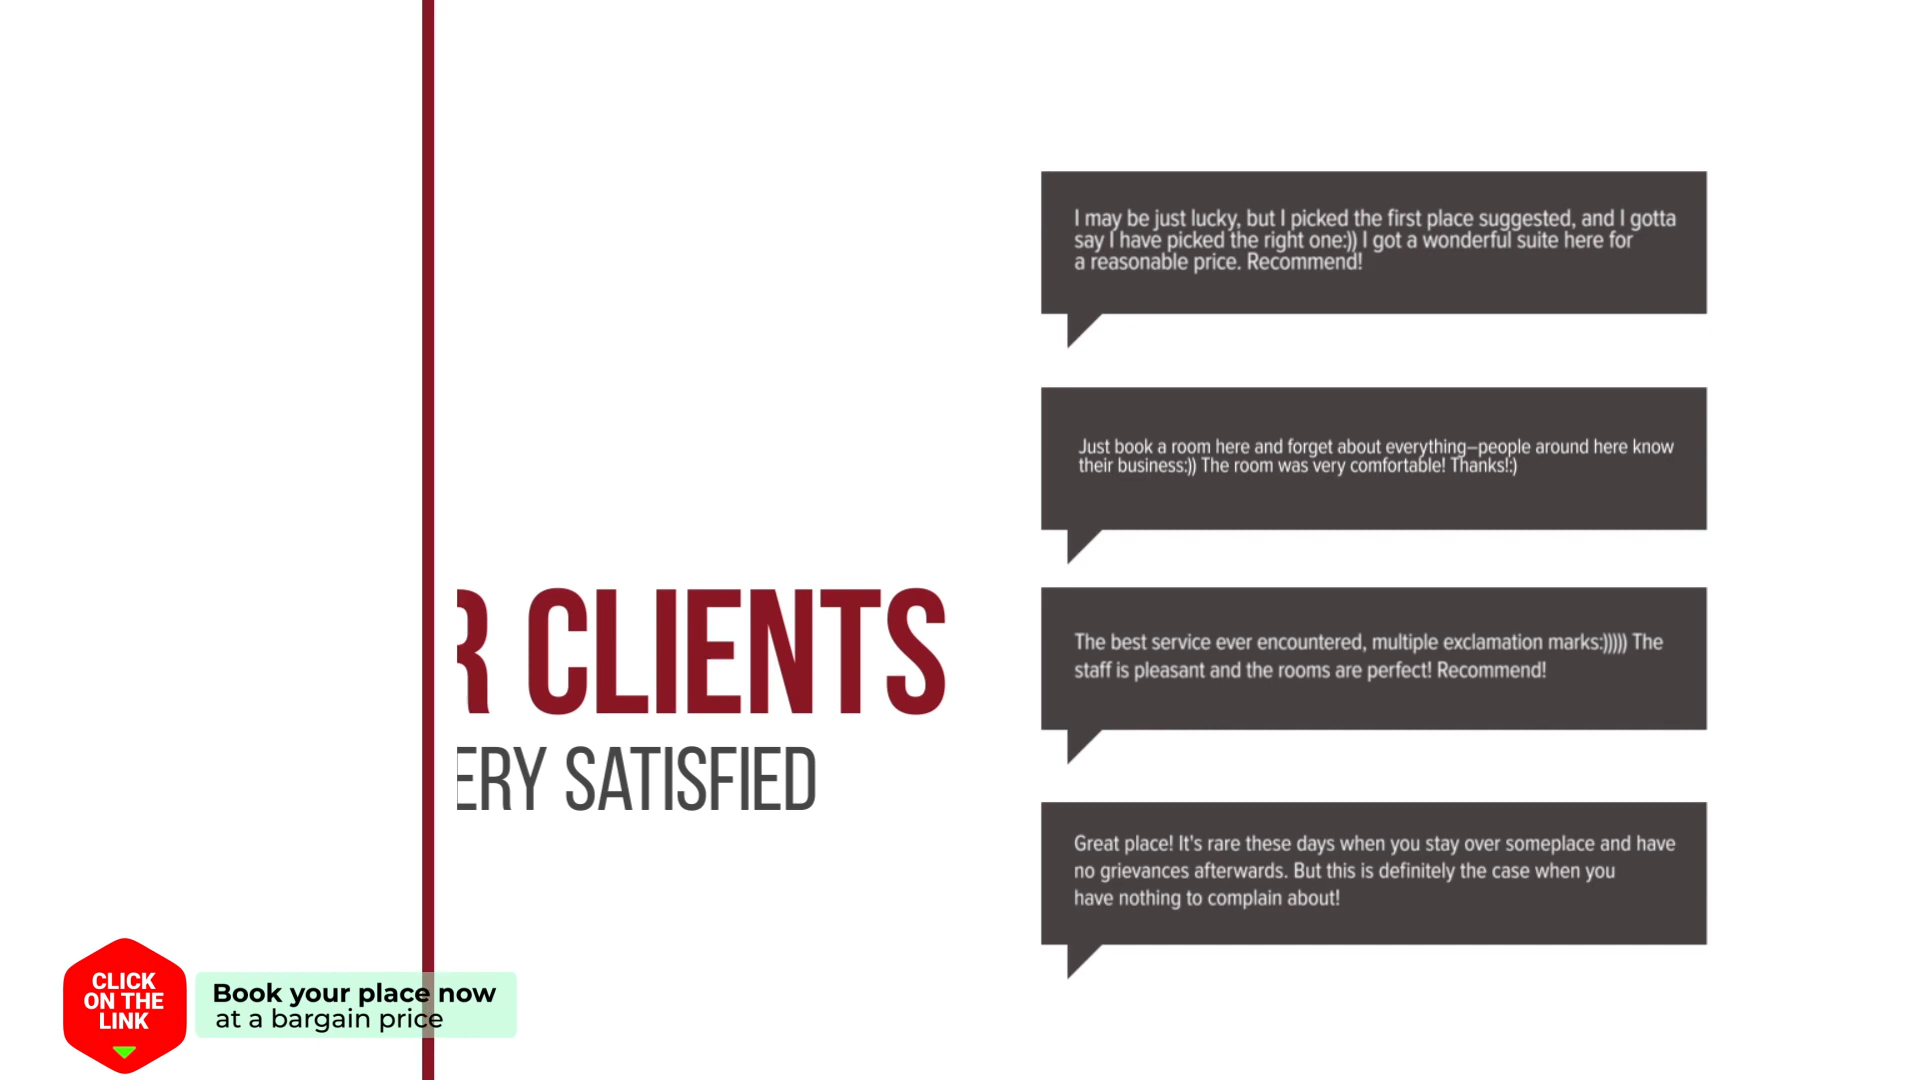 I may be just lucky, but I picked the first place suggested, and I gotta
say I have picked the right one:)) I got a wonderful suite here for
a reasonable price. Recommend!
Just book a room here and forget about everything–people around here know
their business:)) The room was very comfortable! Thanks!:)
R CLIENTS
ERY SATISFIED
The best service ever encountered, multiple exclamation marks:))))) The
staff is pleasant and the rooms are perfect! Recommend!
Great place! It's rare these days when you stay over someplace and have
no grievances afterwards. But this is definitely the case when you
have nothing to complain about!
CLICK
ON THE
LINK
Book your place now
at a bargain price